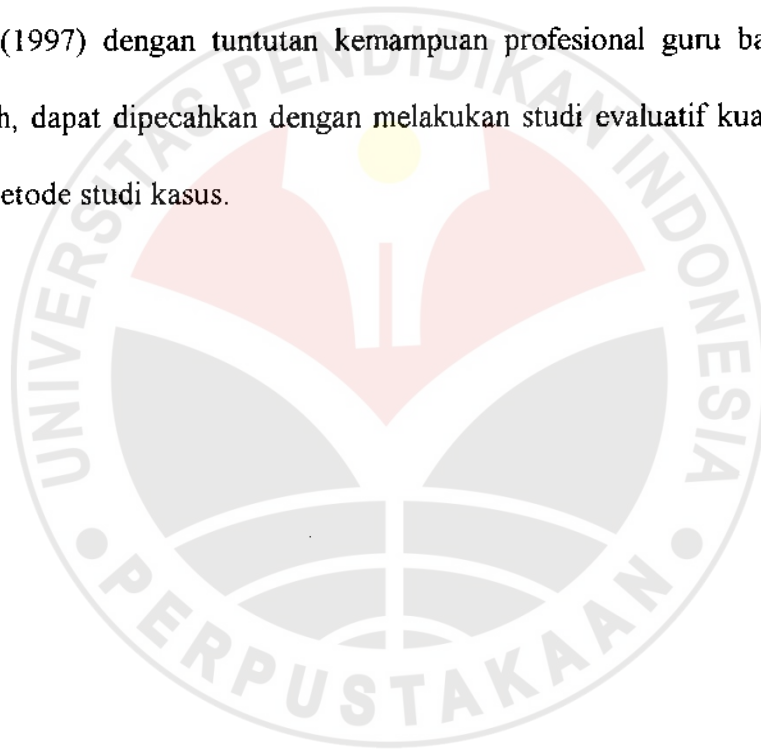 (1997) dengan tuntutan kemampuan profesional guru ba
h, dapat dipecahkan dengan melakukan studi evaluatif kua
etode studi kasus.
UNIVERSITAS PENDIDIKAN INDONESIA
PERPUSTAKAAN